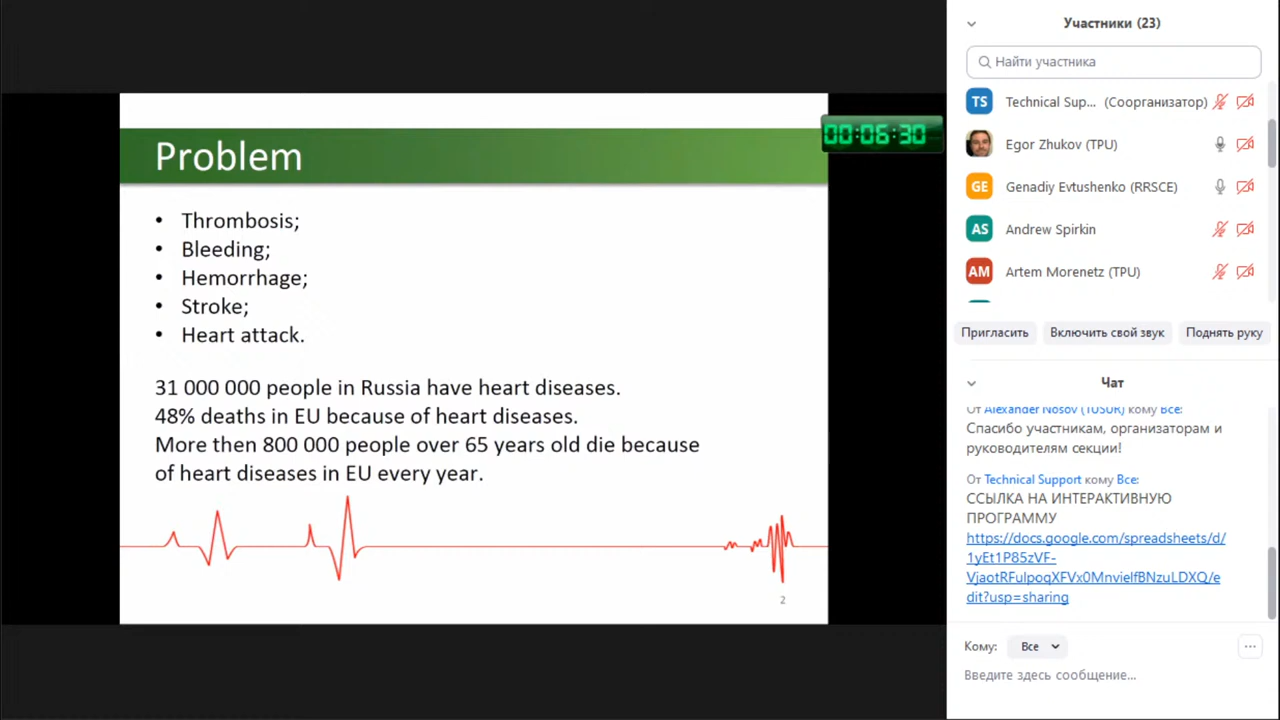 Problem
00:06:30
• Thrombosis;
• Bleeding;
• Hemorrhage;
• Stroke;
• Heart attack.
31 000 000 people in Russia have heart diseases.
48% deaths in EU because of heart diseases.
More then 800 000 people over 65 years old die because
of heart diseases in EU every year.
2
Участники (23)
Найти участника
TS Technical Sup... (Соорганизатор)
Egor Zhukov (TPU)
GE Genadiy Evtushenko (RRSCE)
AS Andrew Spirkin
AM Artem Morenetz (TPU)
Пригласить Включить свой звук Поднять руку
Чат
От Alexander Nosov (TUSUR) кому Все:
Спасибо участникам, организаторам и
руководителям секции!
От Technical Support кому Все:
ССЫЛКА НА ИНТЕРАКТИВНУЮ
ПРОГРАММУ
https://docs.google.com/spreadsheets/d/
1yEt1P85zVF-
VjaotRFulpoqXFVx0MnvielfBNzuLDXQ/e
dit?usp=sharing
Кому: Все
Введите здесь сообщение...